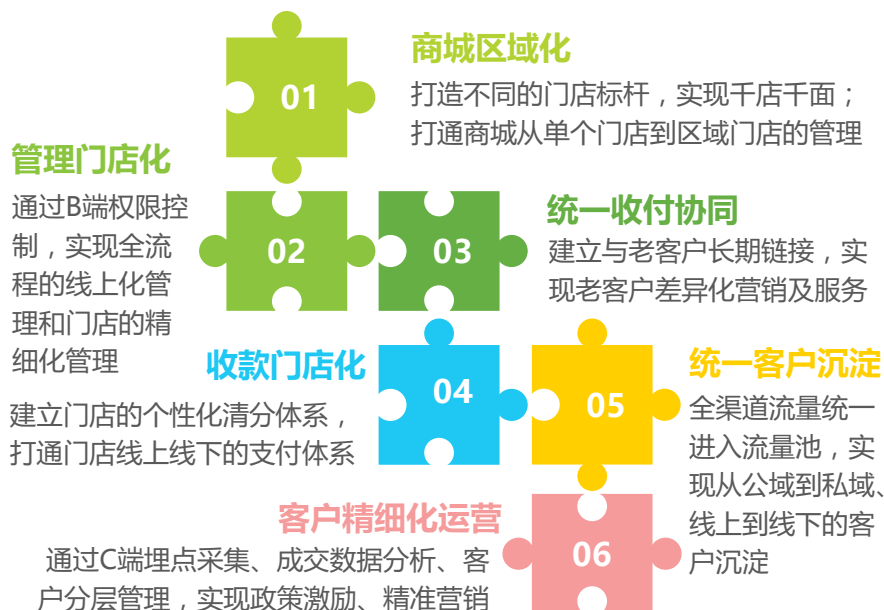 01
商城区域化
打造不同的门店标杆，实现千店千面；
打通商城从单个门店到区域门店的管理
管理门店化
通过B端权限控
制，实现全流
程的线上化管
理和门店的精
细化管理
02
03
统一收付协同
建立与老客户长期链接，实
现老客户差异化营销及服务
收款门店化
建立门店的个性化清分体系，
打通门店线上线下的支付体系
04
05
统一客户沉淀
全渠道流量统一
进入流量池，实
现从公域到私域、
线上到线下的客
户沉淀
客户精细化运营
通过C端埋点采集、成交数据分析、客
户分层管理，实现政策激励、精准营销
06